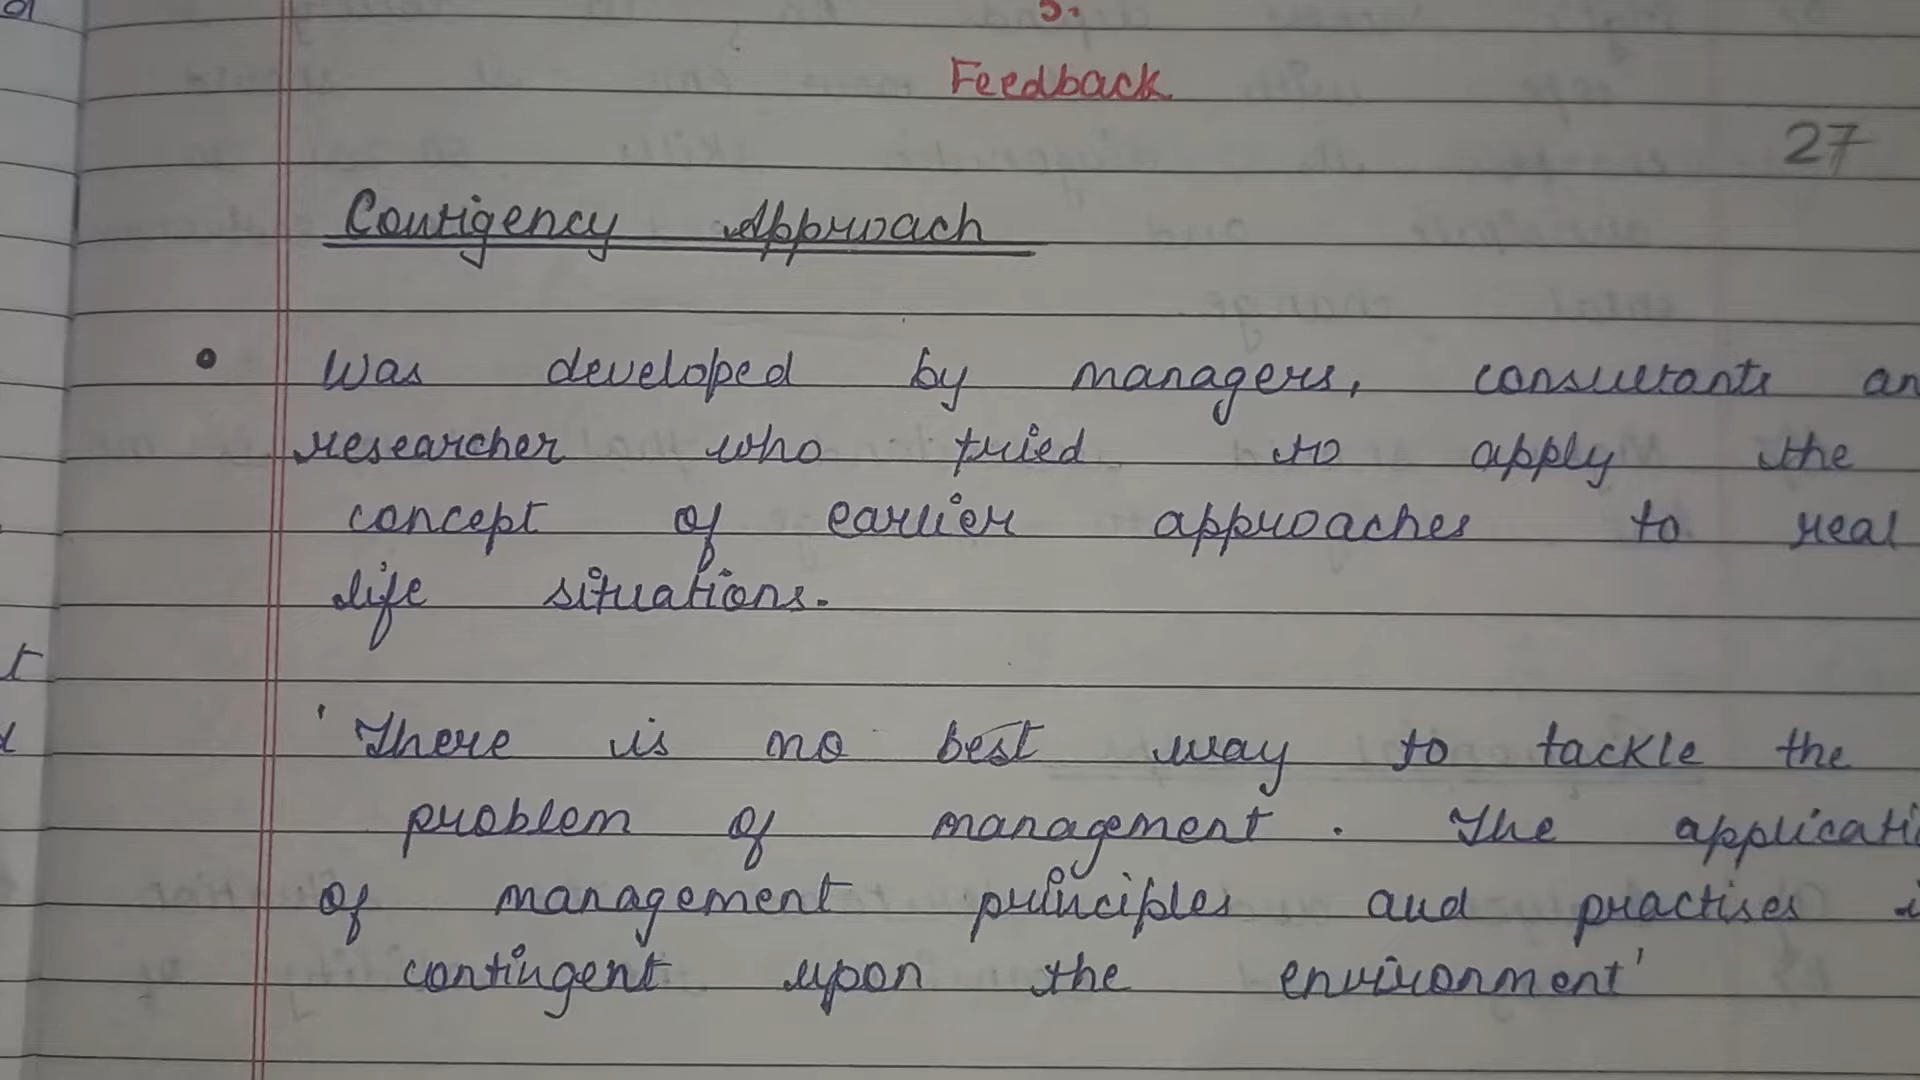 5.
Feedback
27
Contigency Approach
Was developed by managers, consultants an
researcher who tried to apply the
concept of earlier approaches to real
life situations.
'There is no best way to tackle the
problem of management. The applicati
of management principles and practises i
contingent upon the environment'